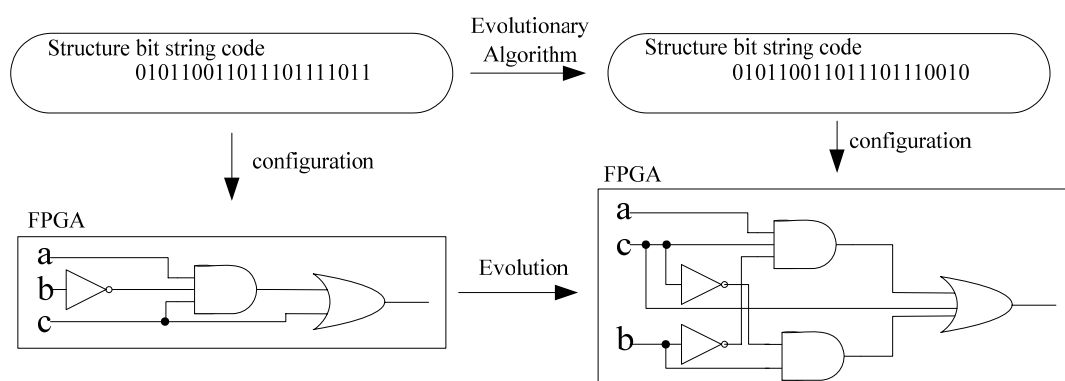 Structure bit string code
010110011011101111011
Evolutionary
Algorithm
Structure bit string code
010110011011101110010
configuration
configuration
FPGA
a
b
c
Evolution
FPGA
a
c
b